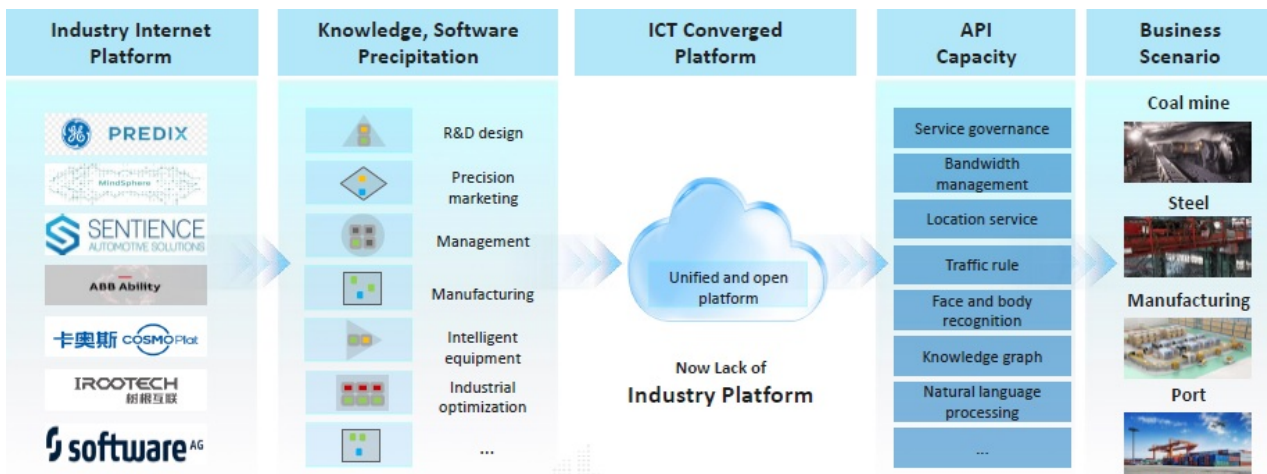 Industry Internet
Platform
Knowledge, Software
Precipitation
ICT Converged
Platform
API
Capacity
Business
Scenario
PREDIX
MindSphere
SENTIENCE
AUTOMOTIVE SOLUTIONS
ABB Ability
卡奥斯 COSMOPlat
IROOTECH
树根互联
software AG
R&D design
Precision
marketing
Management
Manufacturing
Intelligent
equipment
Industrial
optimization
...
Unified and open
platform
Now Lack of
Industry Platform
Service governance
Bandwidth
management
Location service
Traffic rule
Face and body
recognition
Knowledge graph
Natural language
processing
...
Coal mine
Steel
Manufacturing
Port